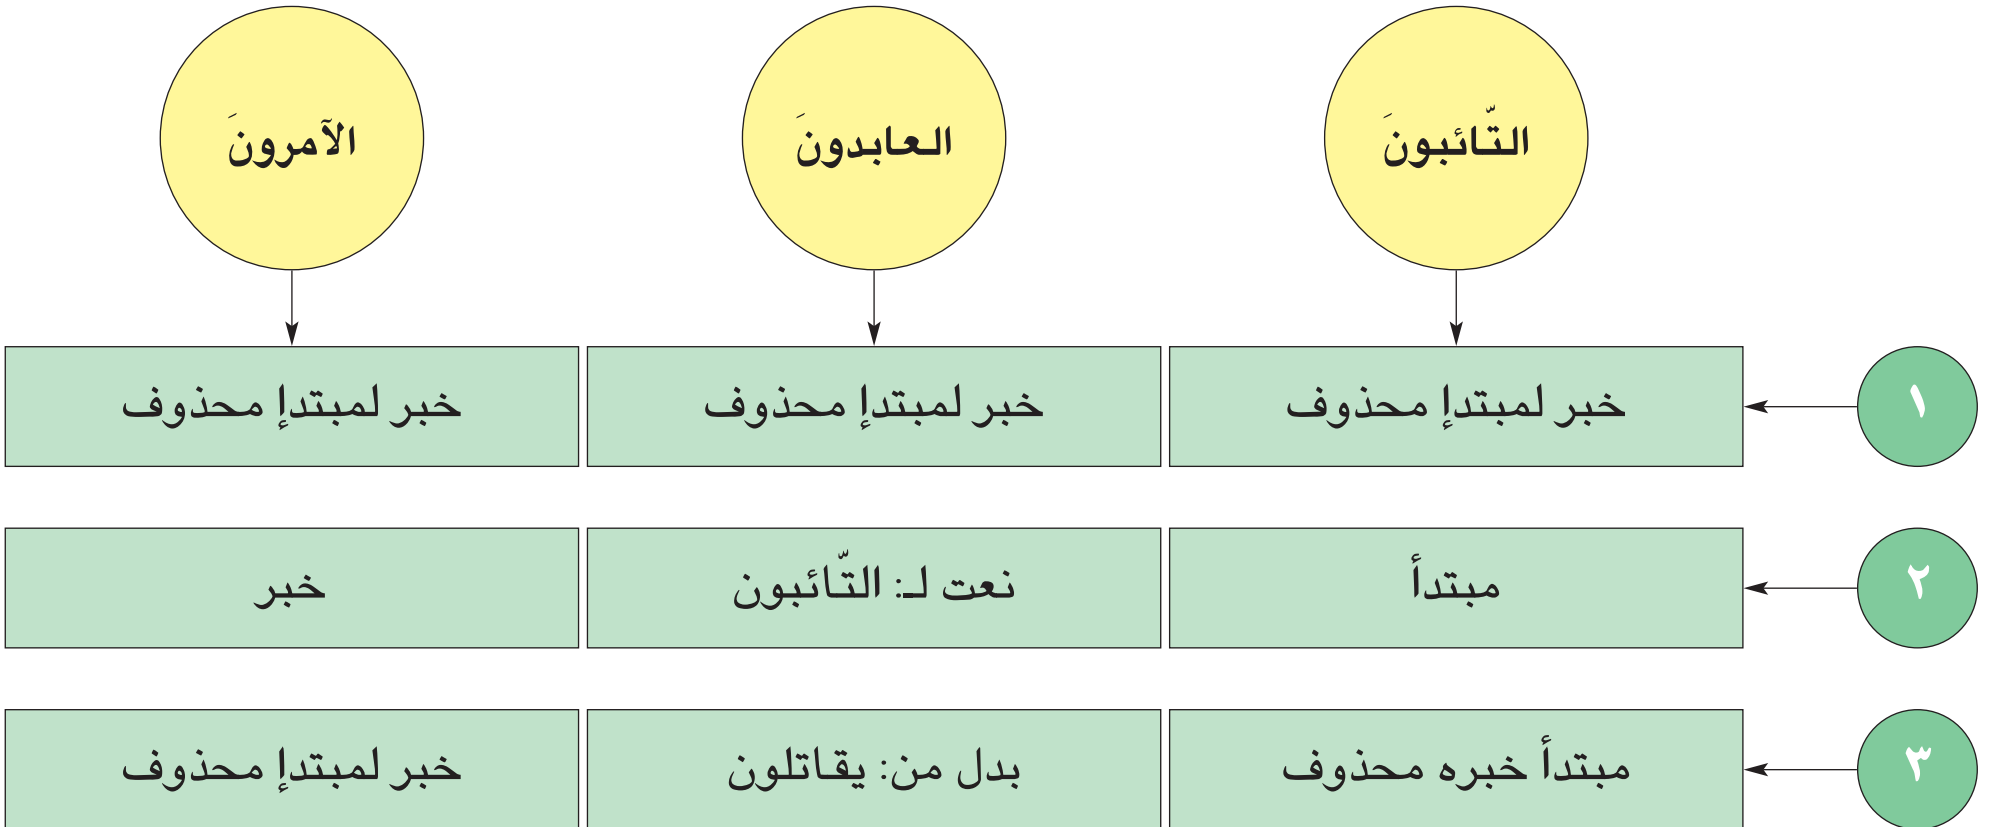 التّائبونَ
العابدونَ
الآمرونَ
١
خبر لمبتدإ محذوف
خبر لمبتدإ محذوف
خبر لمبتدإ محذوف
٢
مبتدأ
نعت لـ: التّائبون
خبر
٣
مبتدأ خبره محذوف
بدل من: يقاتلون
خبر لمبتدإ محذوف